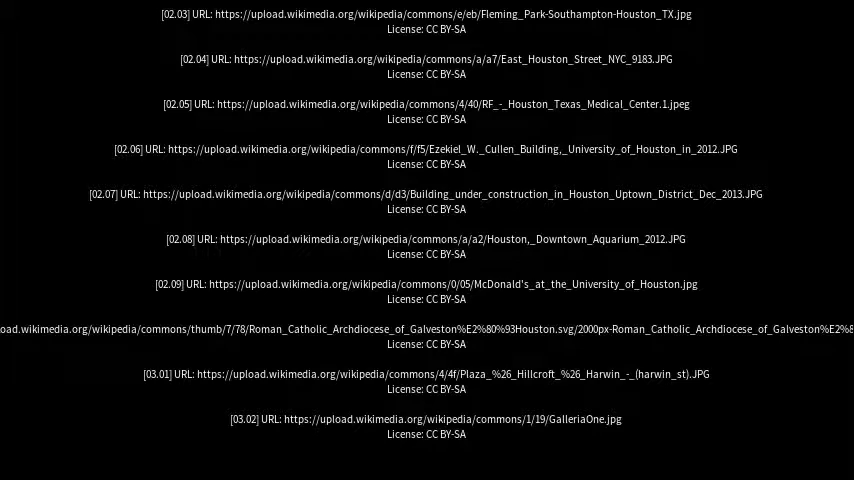 [02.03] URL: https://upload.wikimedia.org/wikipedia/commons/e/eb/Fleming_Park-Southampton-Houston_TX.jpg
License: CC BY-SA
[02.04] URL: https://upload.wikimedia.org/wikipedia/commons/a/a7/East_Houston_Street_NYC_9183.JPG
License: CC BY-SA
[02.05] URL: https://upload.wikimedia.org/wikipedia/commons/4/40/RF_-_Houston_Texas_Medical_Center.1.jpeg
License: CC BY-SA
[02.06] URL: https://upload.wikimedia.org/wikipedia/commons/f/f5/Ezekiel_W._Cullen_Building,_University_of_Houston_in_2012.JPG
License: CC BY-SA
[02.07] URL: https://upload.wikimedia.org/wikipedia/commons/d/d3/Building_under_construction_in_Houston_Uptown_District_Dec_2013.JPG
License: CC BY-SA
[02.08] URL: https://upload.wikimedia.org/wikipedia/commons/a/a2/Houston,_Downtown_Aquarium_2012.JPG
License: CC BY-SA
[02.09] URL: https://upload.wikimedia.org/wikipedia/commons/0/05/McDonald's_at_the_University_of_Houston.jpg
License: CC BY-SA
oad.wikimedia.org/wikipedia/commons/thumb/7/78/Roman_Catholic_Archdiocese_of_Galveston%E2%80%93Houston.svg/2000px-Roman_Catholic_Archdiocese_of_Galveston%E2%8
License: CC BY-SA
[03.01] URL: https://upload.wikimedia.org/wikipedia/commons/4/4f/Plaza_%26_Hillcroft_%26_Harwin_-_(harwin_st).JPG
License: CC BY-SA
[03.02] URL: https://upload.wikimedia.org/wikipedia/commons/1/19/GalleriaOne.jpg
License: CC BY-SA